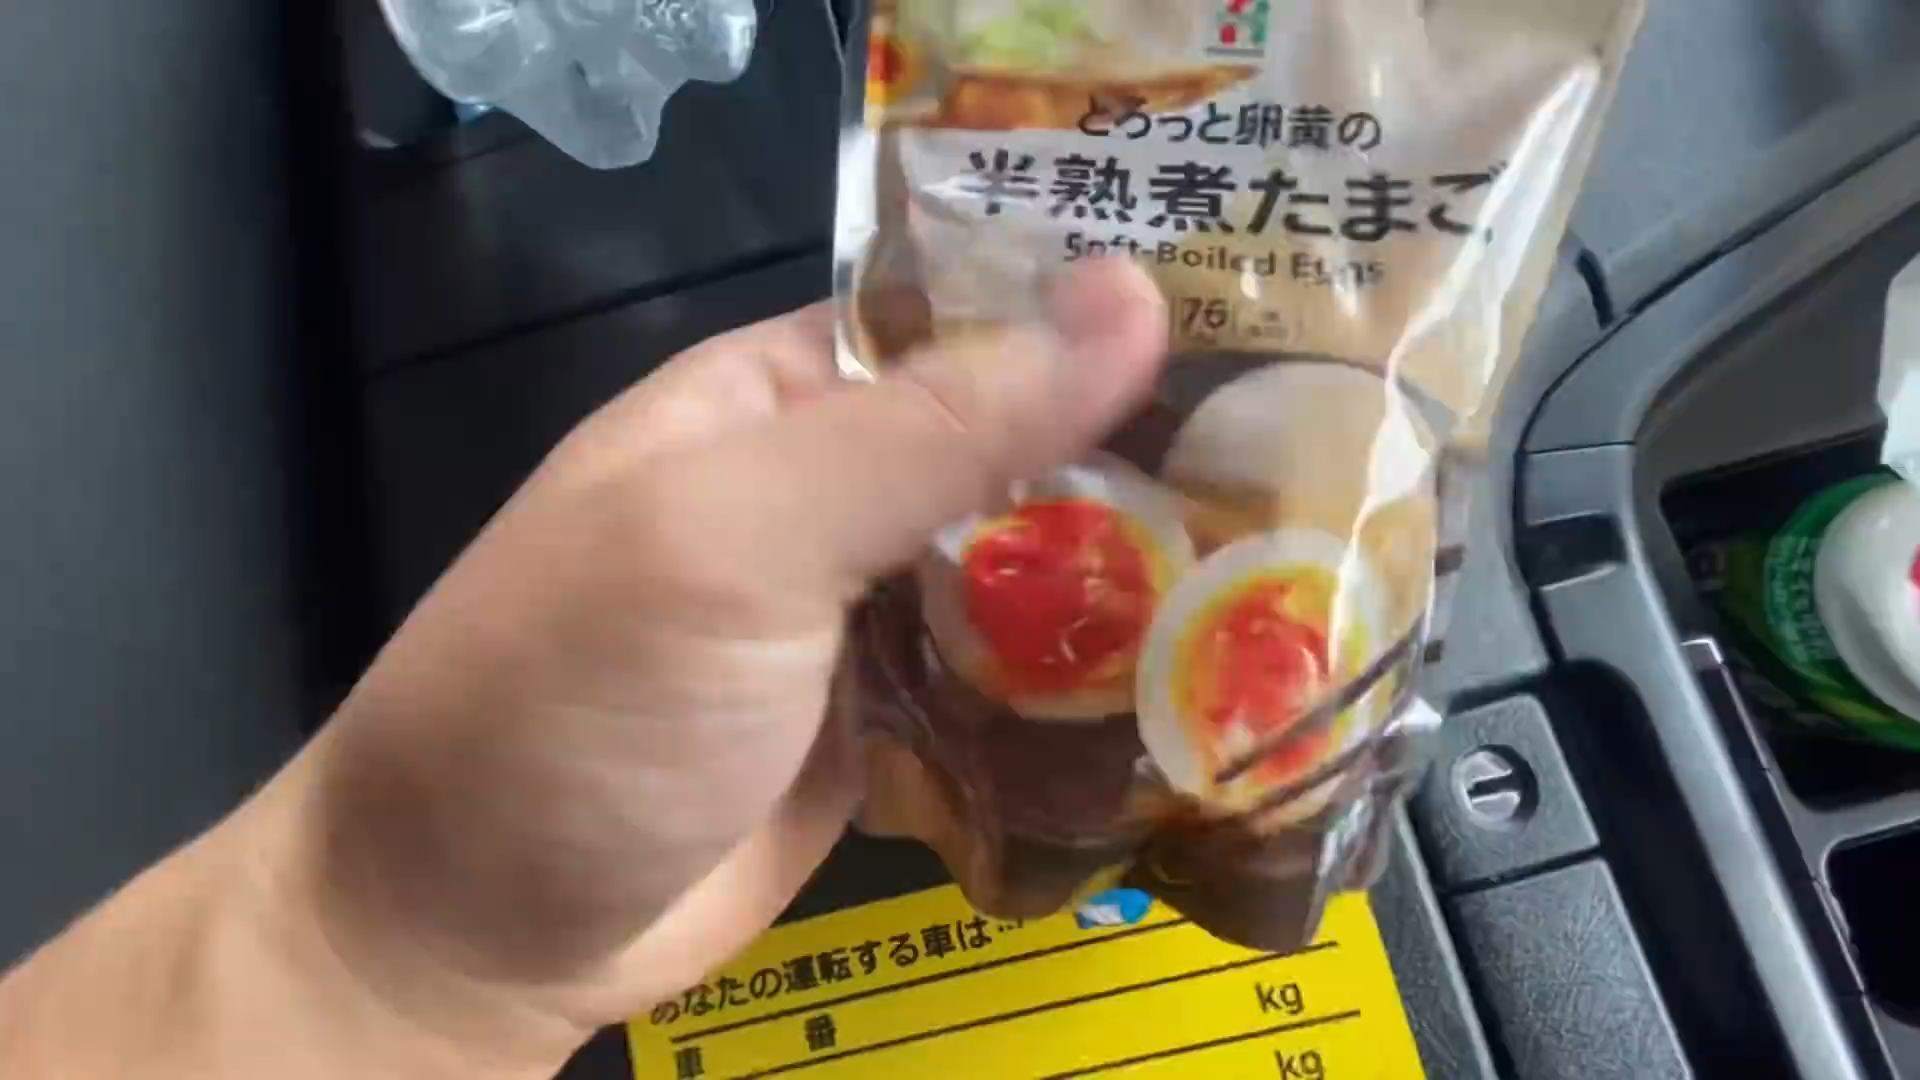 とろっと卵黄の
半熟煮たまご
Soft-Boiled Eggs
76
あなたの運転する車は…
車 番
kg
kg